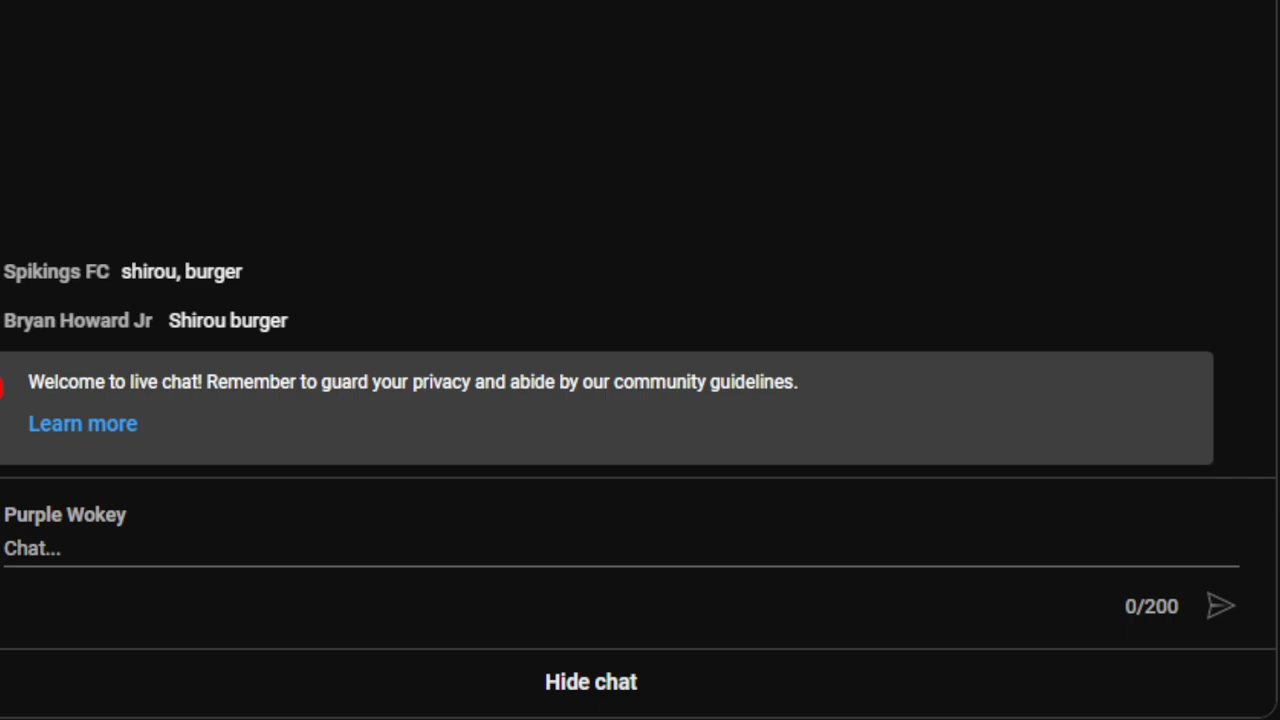 Spikings FC shirou, burger
Bryan Howard Jr Shirou burger
Welcome to live chat! Remember to guard your privacy and abide by our community guidelines.
Learn more
Purple Wokey
Chat...
0/200
Hide chat